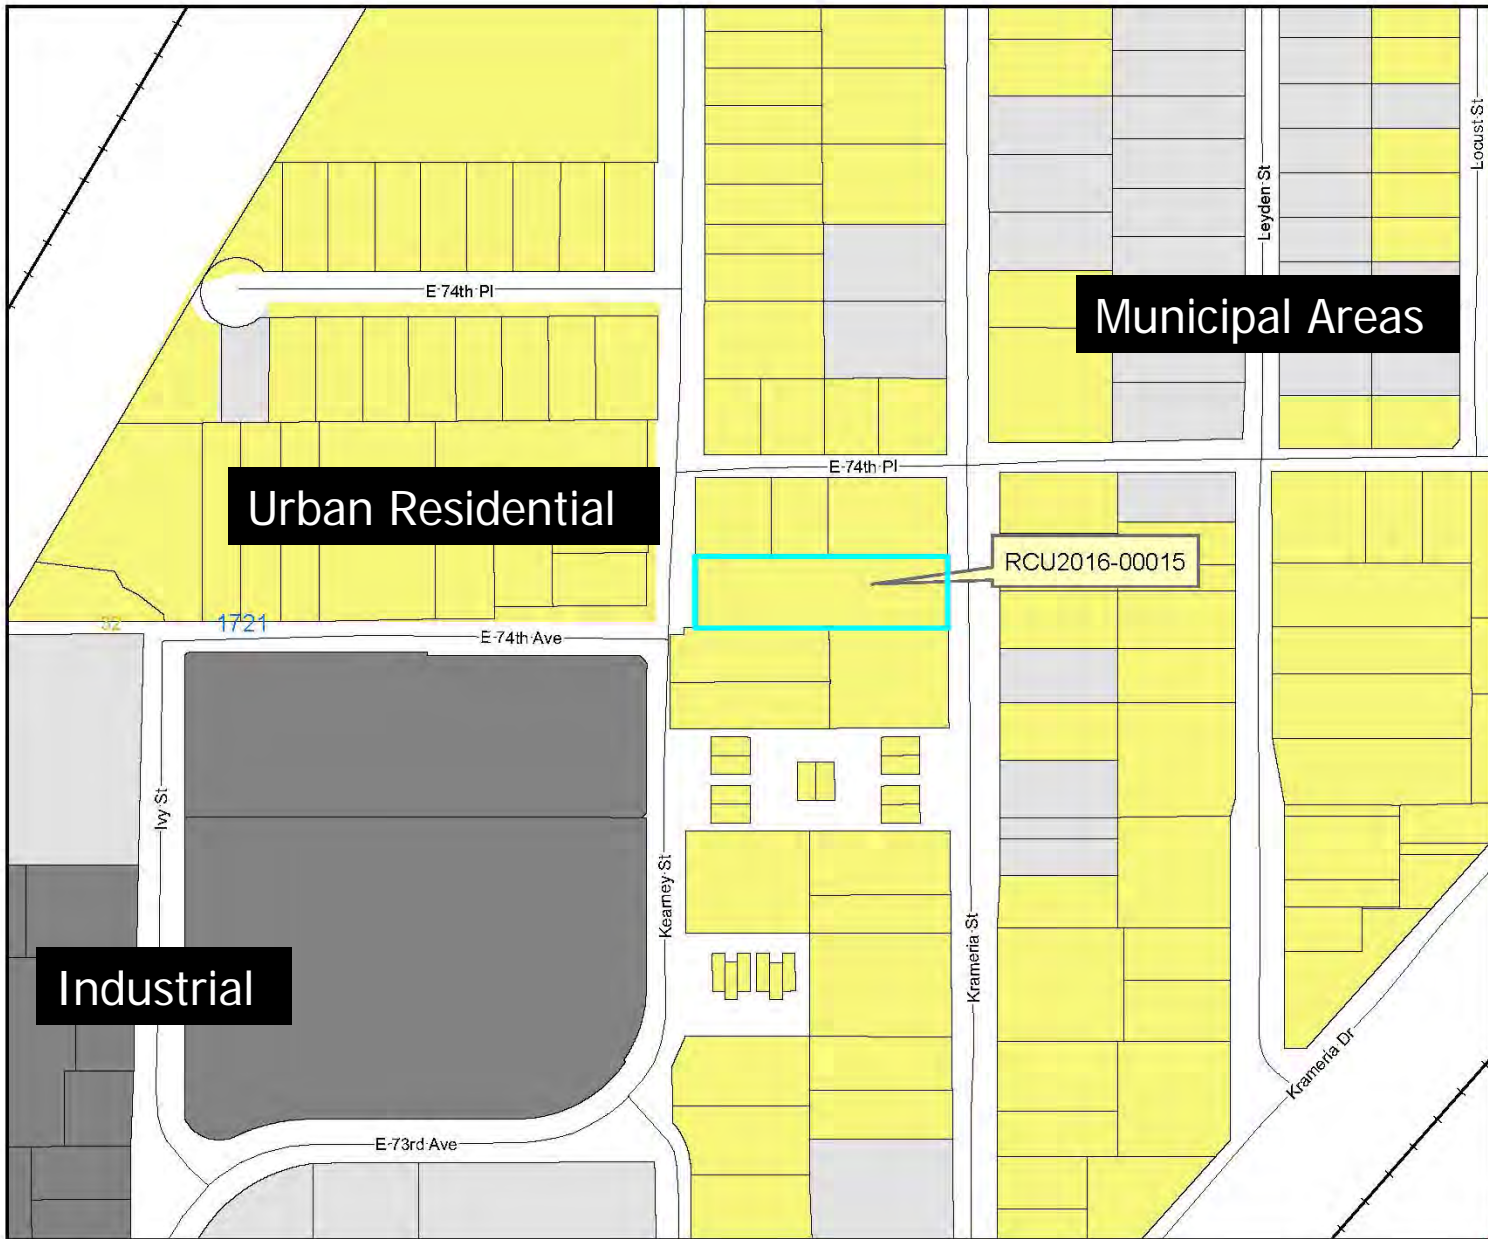 Locust St
Leyden St
E 74th Pl
Municipal Areas
E 74th Pl
Urban Residential
RCU2016-00015
32
1721
E 74th Ave
Ivy St
Kearney St
Krameria St
Industrial
Krameria Dr
E 73rd Ave